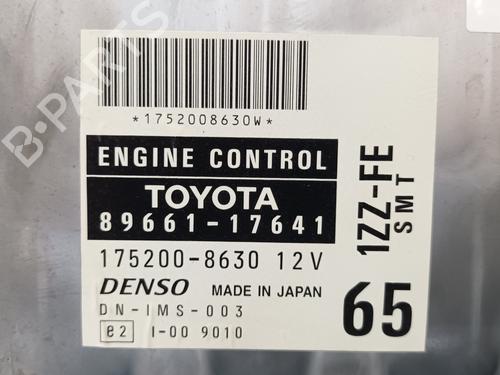 *1752008630W*
ENGINE CONTROL
TOYOTA
89661-17641
175200-8630 12V
DENSO MADE IN JAPAN
DN-IMS-003
e2 I-00 9010
1ZZ-FE
SMT
65
B-PARTS